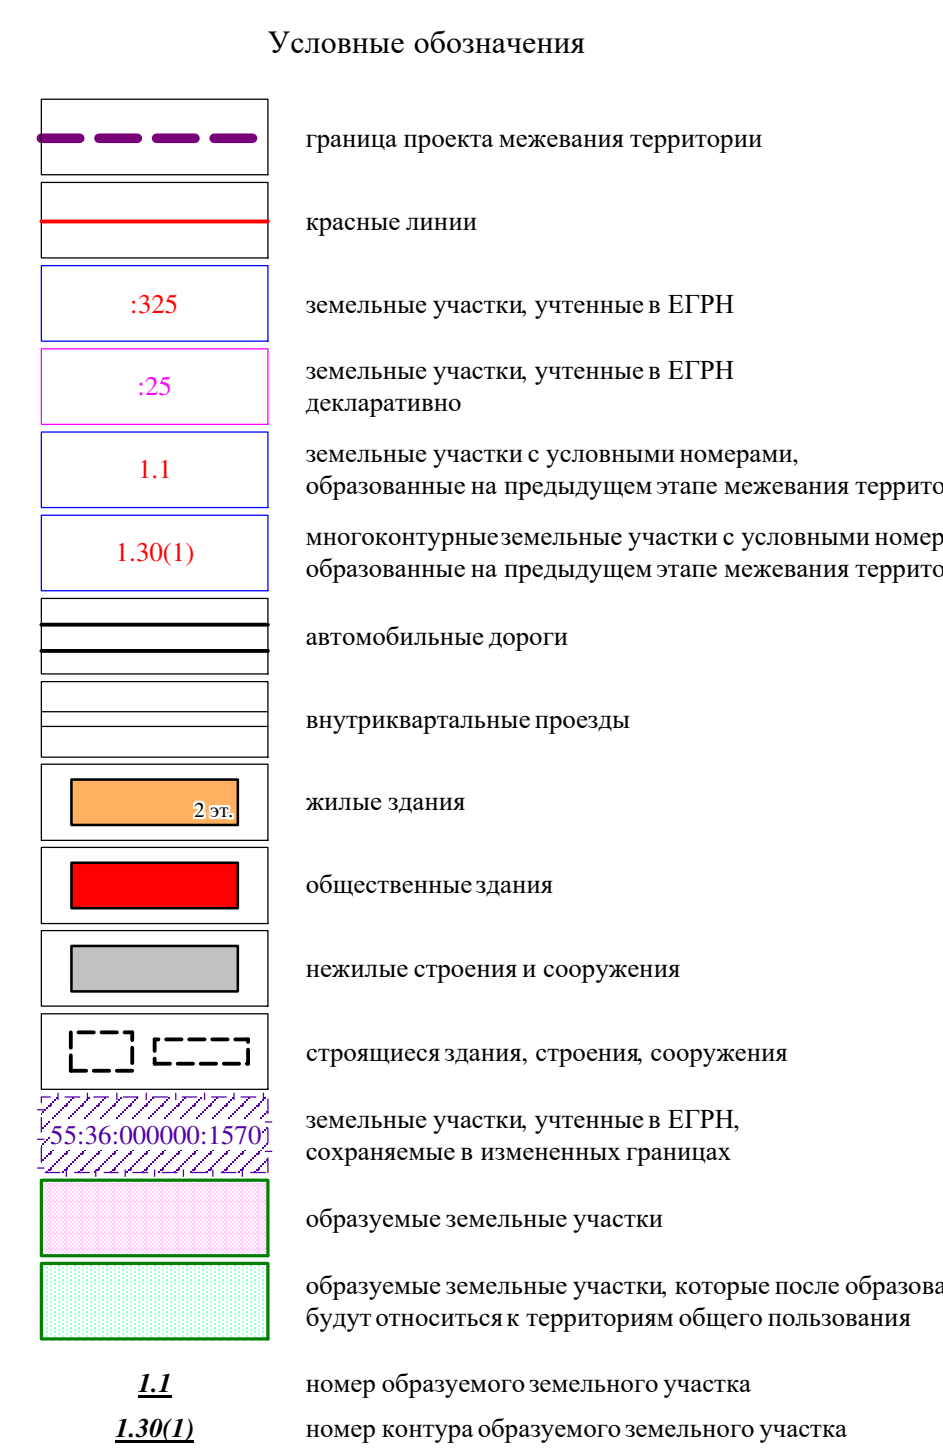 Условные обозначения
граница проекта межевания территории
красные линии
:325
земельные участки, учтенные в ЕГРН
:25
земельные участки, учтенные в ЕГРН
декларативно
1.1
земельные участки с условными номерами,
образованные на предыдущем этапе межевания террито
1.30(1)
многоконтурные земельные участки с условными номер
образованные на предыдущем этапе межевания террито
автомобильные дороги
внутриквартальные проезды
2 эт.
жилые здания
общественные здания
нежилые строения и сооружения
строящиеся здания, строения, сооружения
55:36:000000:1570
земельные участки, учтенные в ЕГРН,
сохраняемые в измененных границах
образуемые земельные участки
образуемые земельные участки, которые после образова
будут относиться к территориям общего пользования
1.1
номер образуемого земельного участка
1.30(1)
номер контура образуемого земельного участка